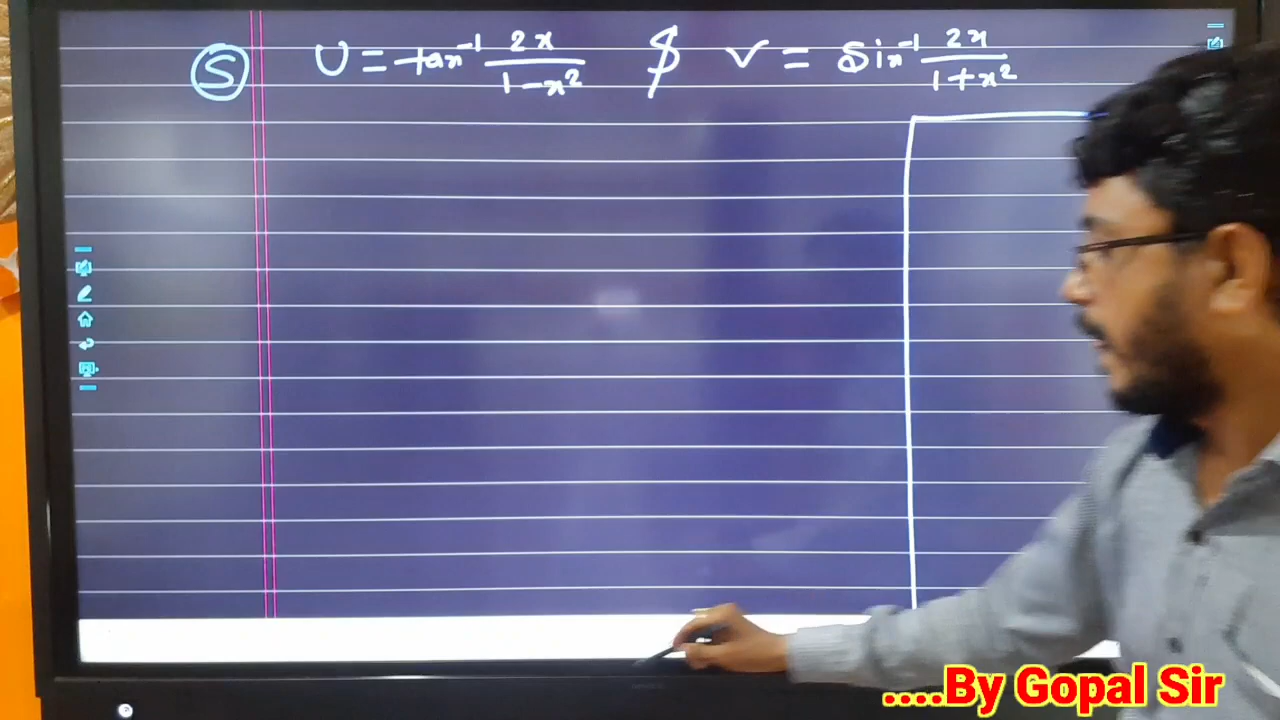 (S) U = tan⁻¹ 2x / 1-x² & V = sin⁻¹ 2x / 1+x²
....By Gopal Sir